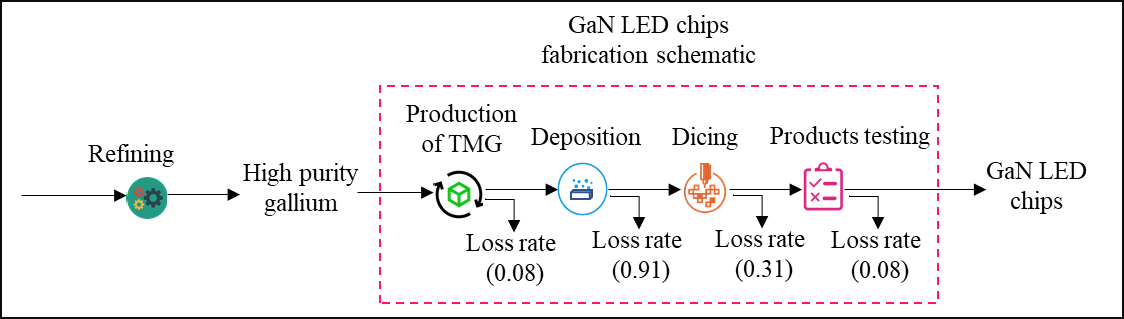 GaN LED chips
fabrication schematic
Production
of TMG
Deposition
Dicing
Products testing
Refining
High purity
gallium
GaN LED
chips
Loss rate
(0.08)
Loss rate
(0.91)
Loss rate
(0.31)
Loss rate
(0.08)